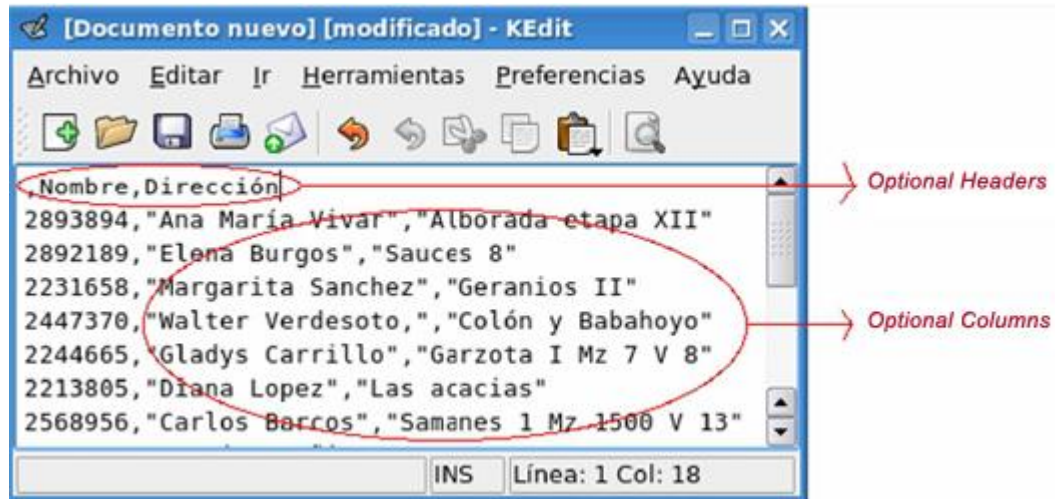 [Documento nuevo] [modificado] - KEdit
Archivo Editar Ir Herramientas Preferencias Ayuda
,Nombre,Dirección
Optional Headers
2893894,"Ana María Vivar","Alborada etapa XII"
2892189,"Elena Burgos","Sauces 8"
2231658,"Margarita Sanchez","Geranios II"
2447370,"Walter Verdesoto,","Colón y Babahoyo"
Optional Columns
2244665,"Gladys Carrillo","Garzota I Mz 7 V 8"
2213805,"Diana Lopez","Las acacias"
2568956,"Carlos Barcos","Samanes 1 Mz 1500 V 13"
INS Línea: 1 Col: 18